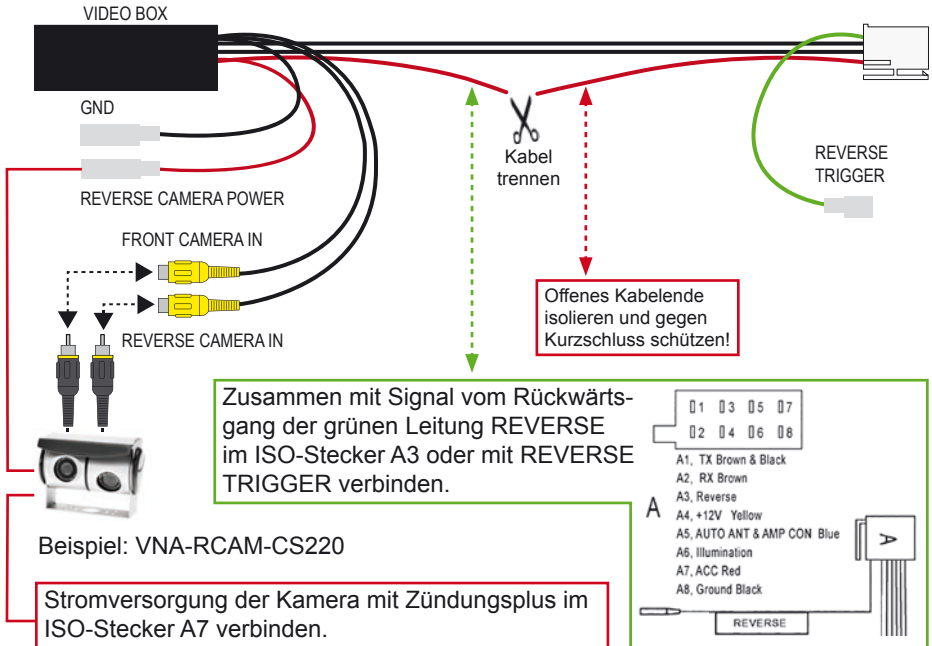 VIDEO BOX
GND
REVERSE CAMERA POWER
FRONT CAMERA IN
REVERSE CAMERA IN
Kabel
trennen
REVERSE
TRIGGER
Offenes Kabelende
isolieren und gegen
Kurzschluss schützen!
Zusammen mit Signal vom Rückwärts-
gang der grünen Leitung REVERSE
im ISO-Stecker A3 oder mit REVERSE
TRIGGER verbinden.
1 3 5 7
2 4 6 8
A
A1, TX Brown & Black
A2, RX Brown
A3, Reverse
A4, +12V Yellow
A5, AUTO ANT & AMP CON Blue
A6, Illumination
A7, ACC Red
A8, Ground Black
A
REVERSE
Beispiel: VNA-RCAM-CS220
Stromversorgung der Kamera mit Zündungsplus im
ISO-Stecker A7 verbinden.